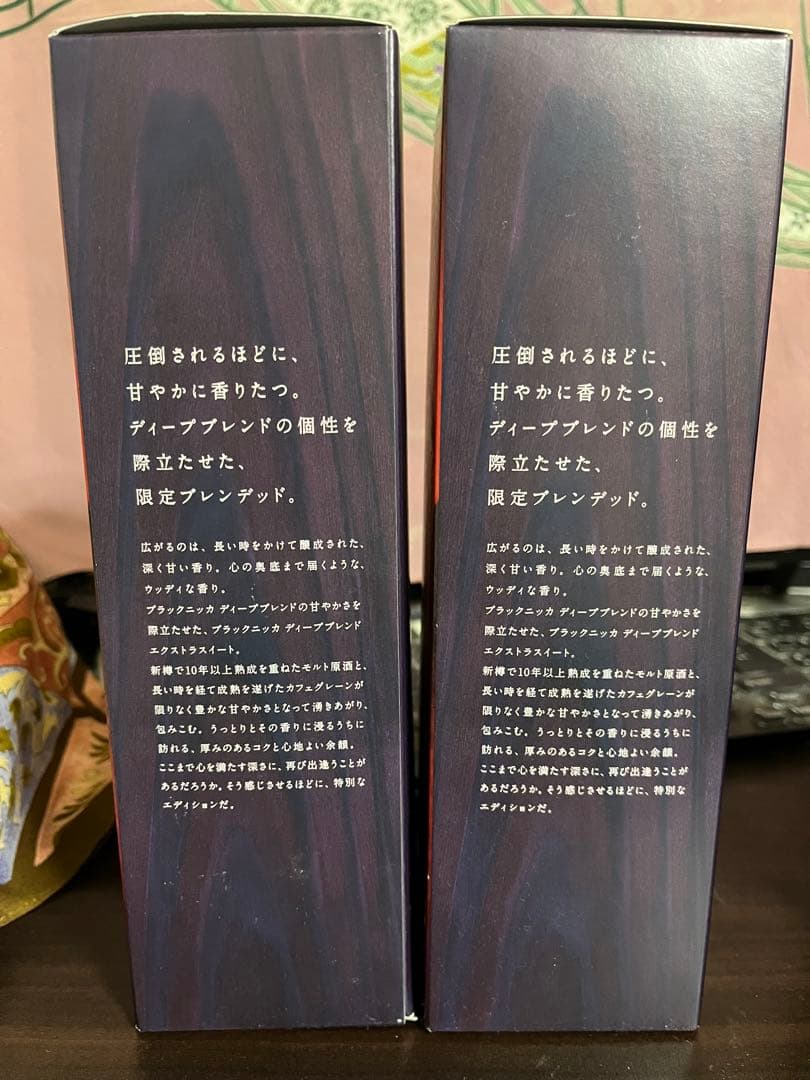 圧倒されるほどに、
甘やかに香りたつ。
ディープブレンドの個性を
際立たせた、
限定ブレンデッド。
広がるのは、長い時をかけて醸成された、
深く甘い香り。心の奥底まで届くような、
ウッディな香り。
ブラックニッカ ディープブレンドの甘やかさを
際立たせた、ブラックニッカ ディープブレンド
エクストラスイート。
新樽で10年以上熟成を重ねたモルト原酒と、
長い時を経て成熟を遂げたカフェグレーンが
限りなく豊かな甘やかさとなって湧きあがり、
包みこむ。うっとりとその香りに浸るうちに
訪れる、厚みのあるコクと心地よい余韻。
ここまで心を満たす深さに、再び出逢うことが
あるだろうか。そう感じさせるほどに、特別な
エディションだ。
圧倒されるほどに、
甘やかに香りたつ。
ディープブレンドの個性を
際立たせた、
限定ブレンデッド。
広がるのは、長い時をかけて醸成された、
深く甘い香り。心の奥底まで届くような、
ウッディな香り。
ブラックニッカ ディープブレンドの甘やかさを
際立たせた、ブラックニッカ ディープブレンド
エクストラスイート。
新樽で10年以上熟成を重ねたモルト原酒と、
長い時を経て成熟を遂げたカフェグレーンが
限りなく豊かな甘やかさとなって湧きあがり、
包みこむ。うっとりとその香りに浸るうちに
訪れる、厚みのあるコクと心地よい余韻。
ここまで心を満たす深さに、再び出逢うことが
あるだろうか。そう感じさせるほどに、特別な
エディションだ。